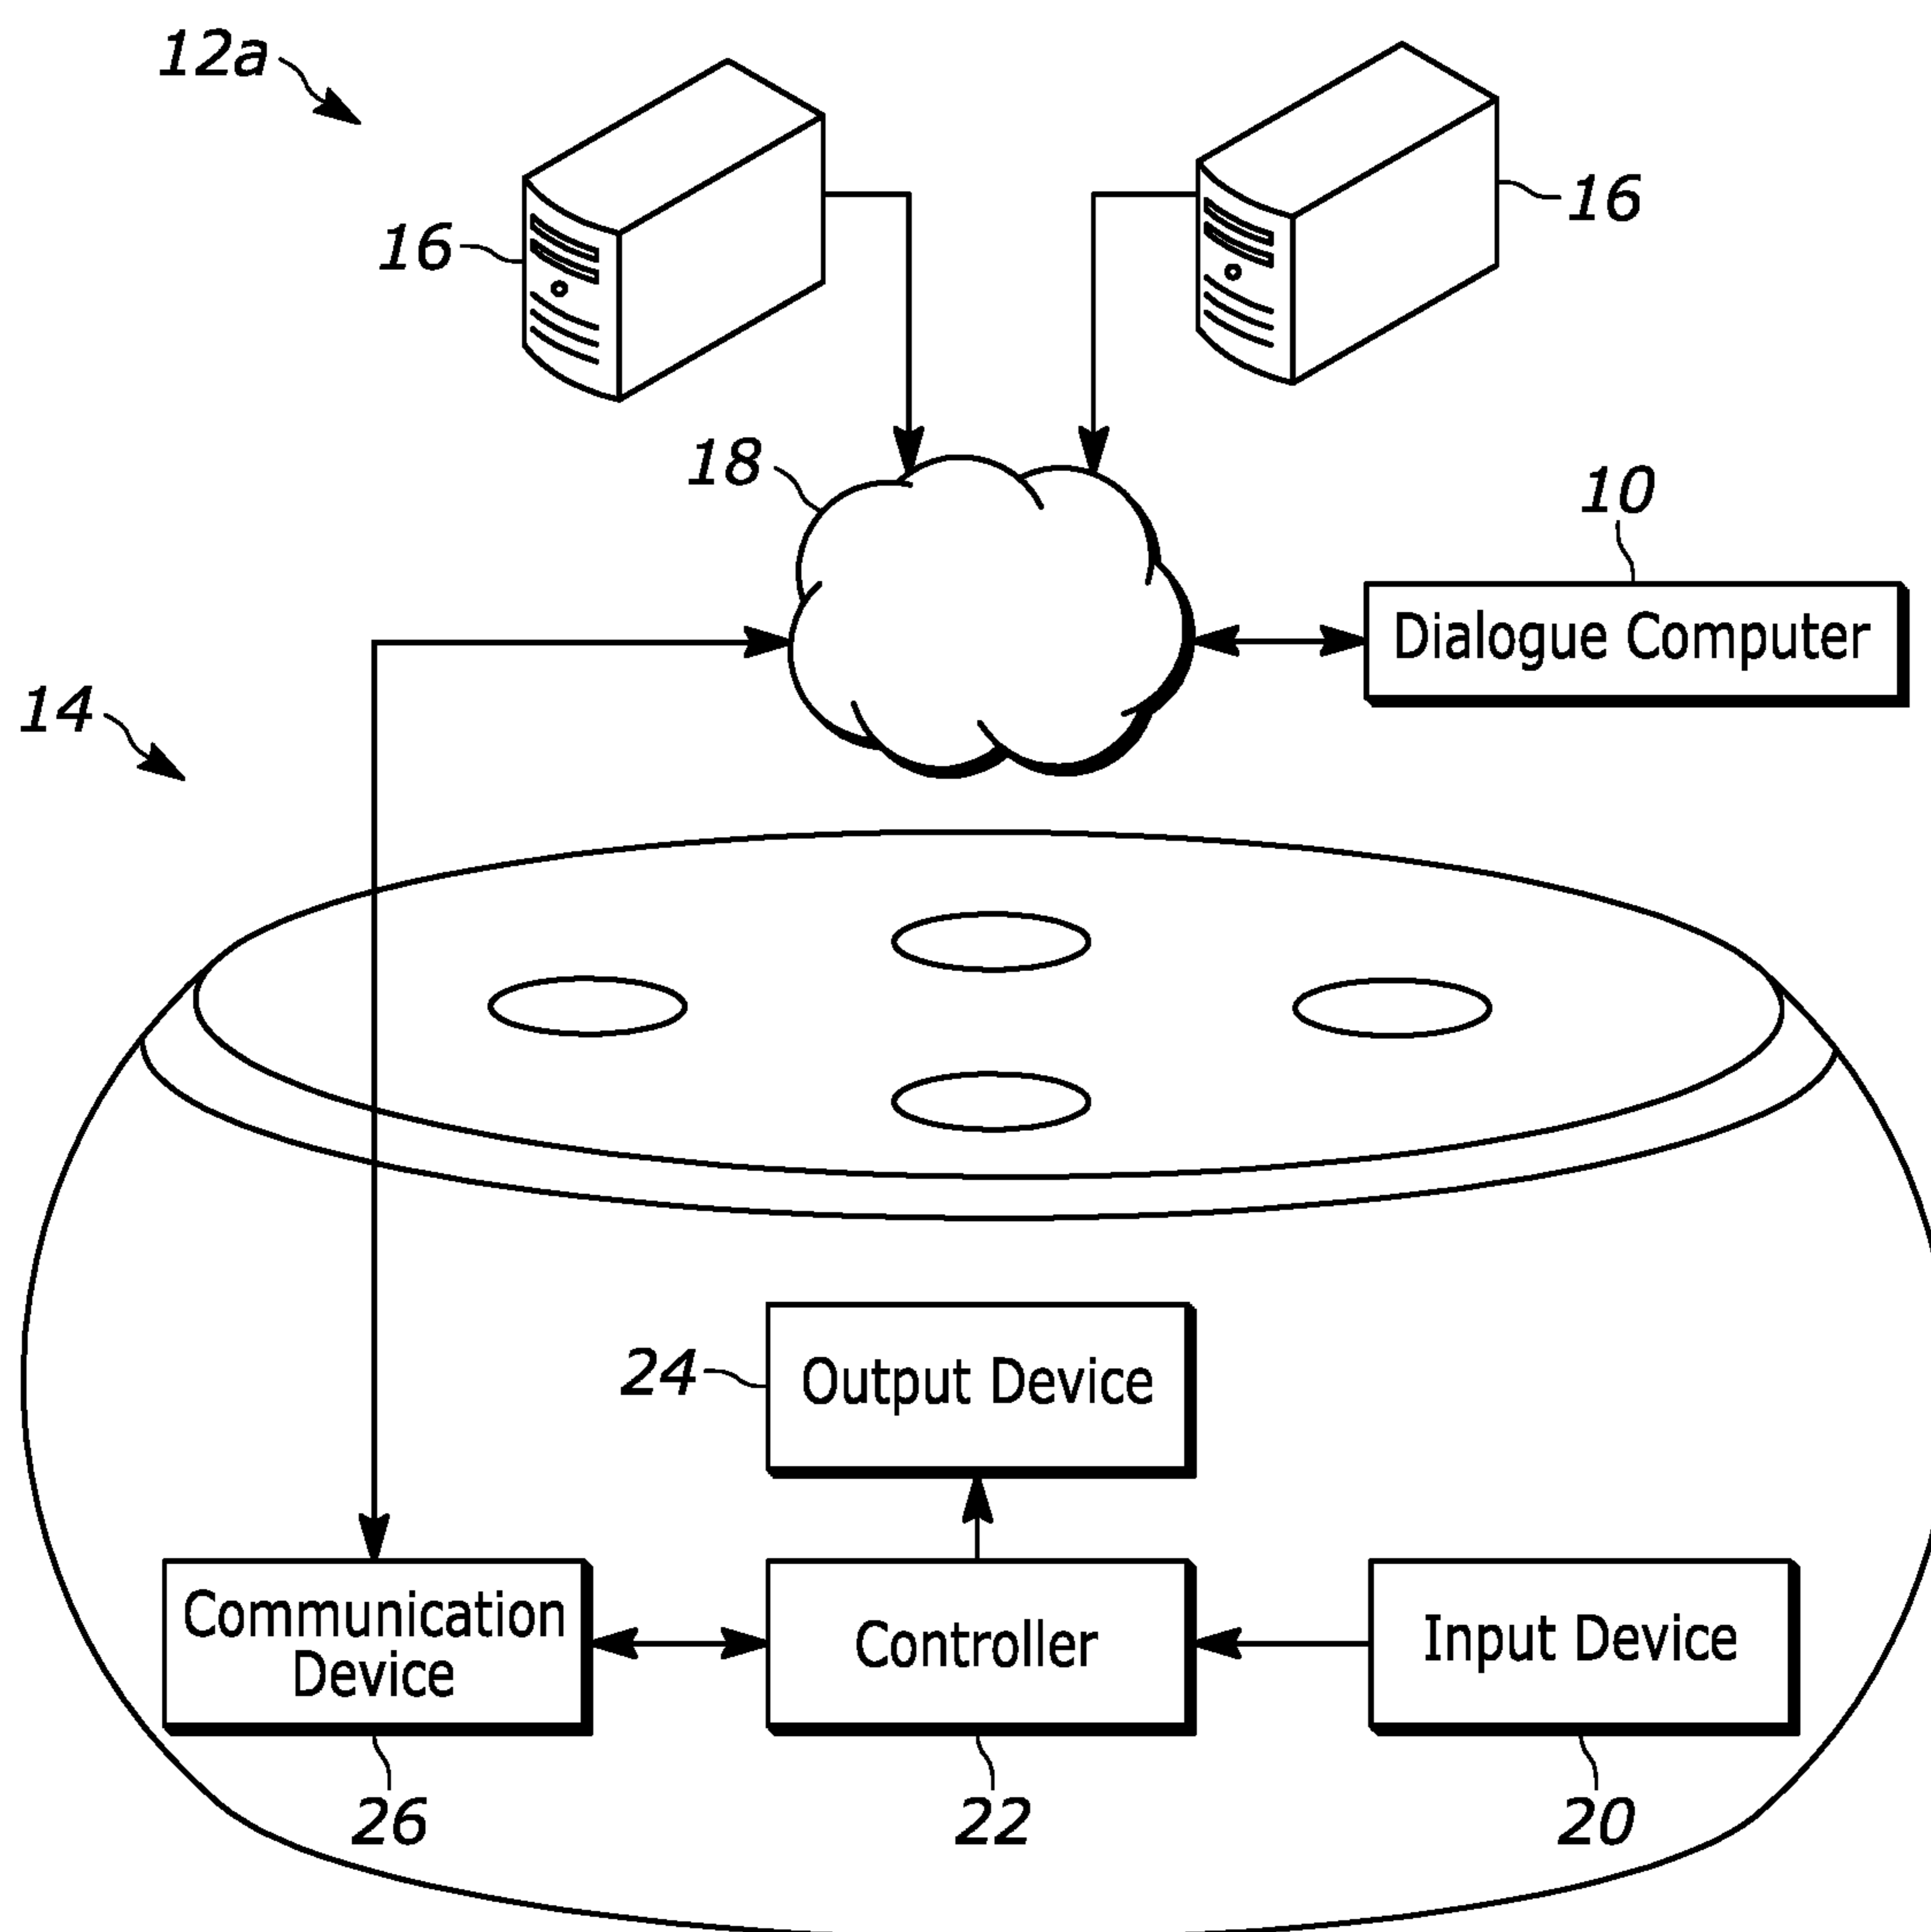 12a
16
16
18
10
Dialogue Computer
14
24
Output Device
Communication
Device
Controller
Input Device
26
22
20